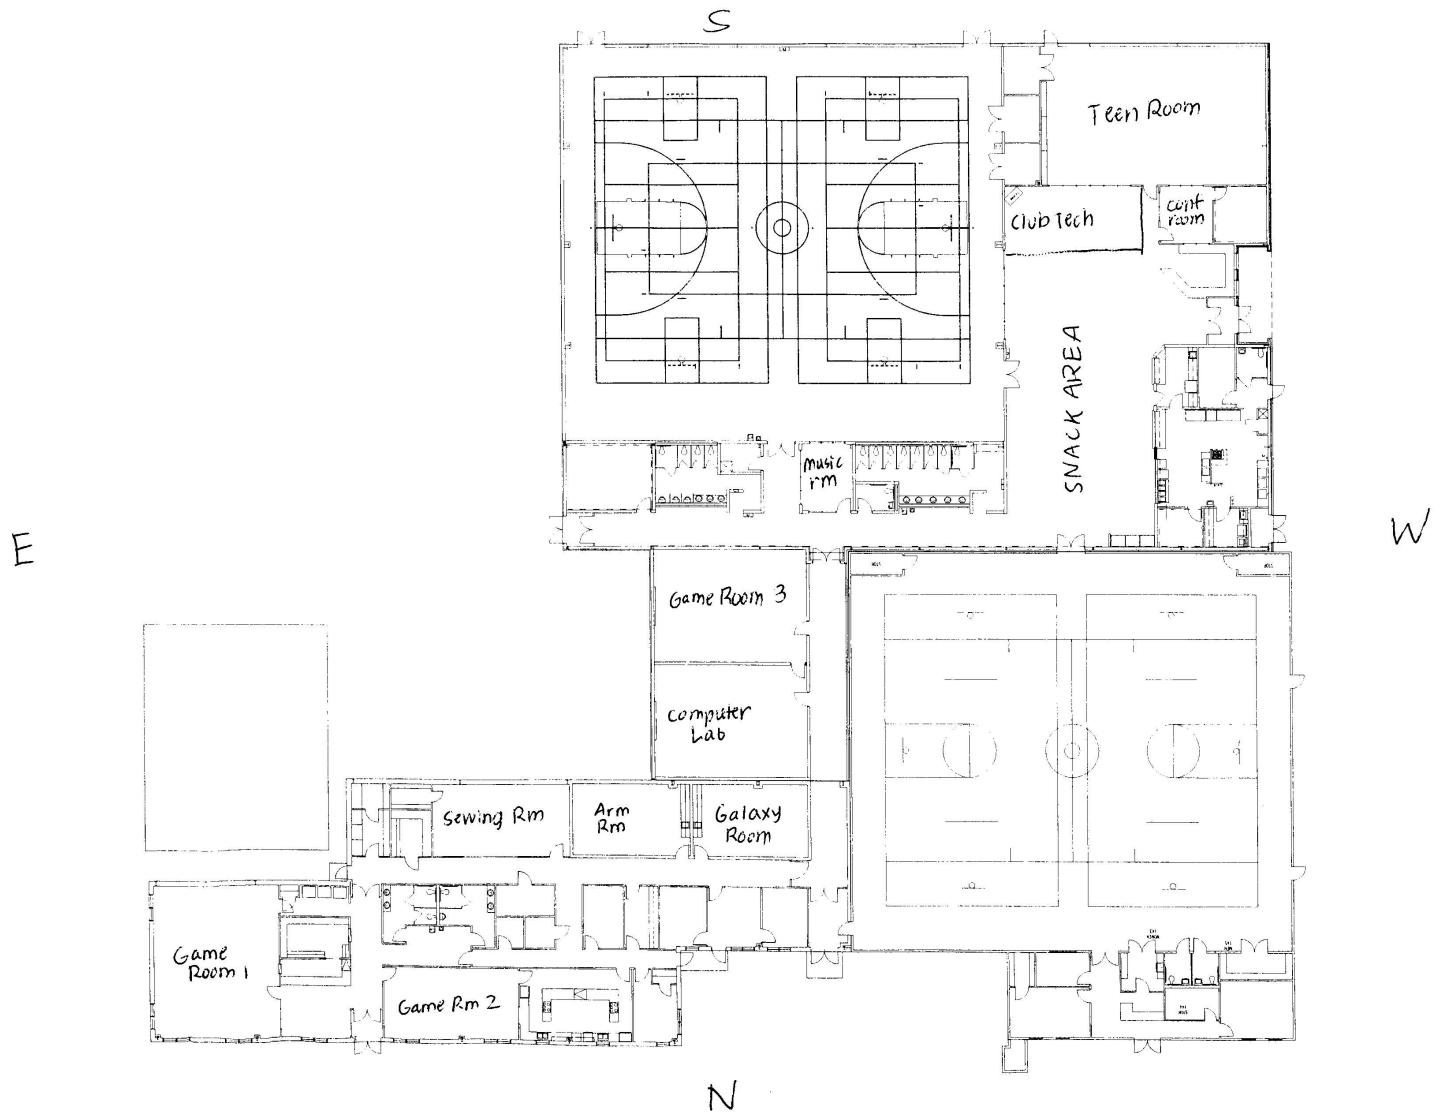 S
Teen Room
Club Tech
conf
room
SNACK AREA
music
rm
E
W
Game Room 3
Computer
Lab
Sewing Rm
Arm
Rm
Galaxy
Room
Game
Room 1
Game Rm 2
N